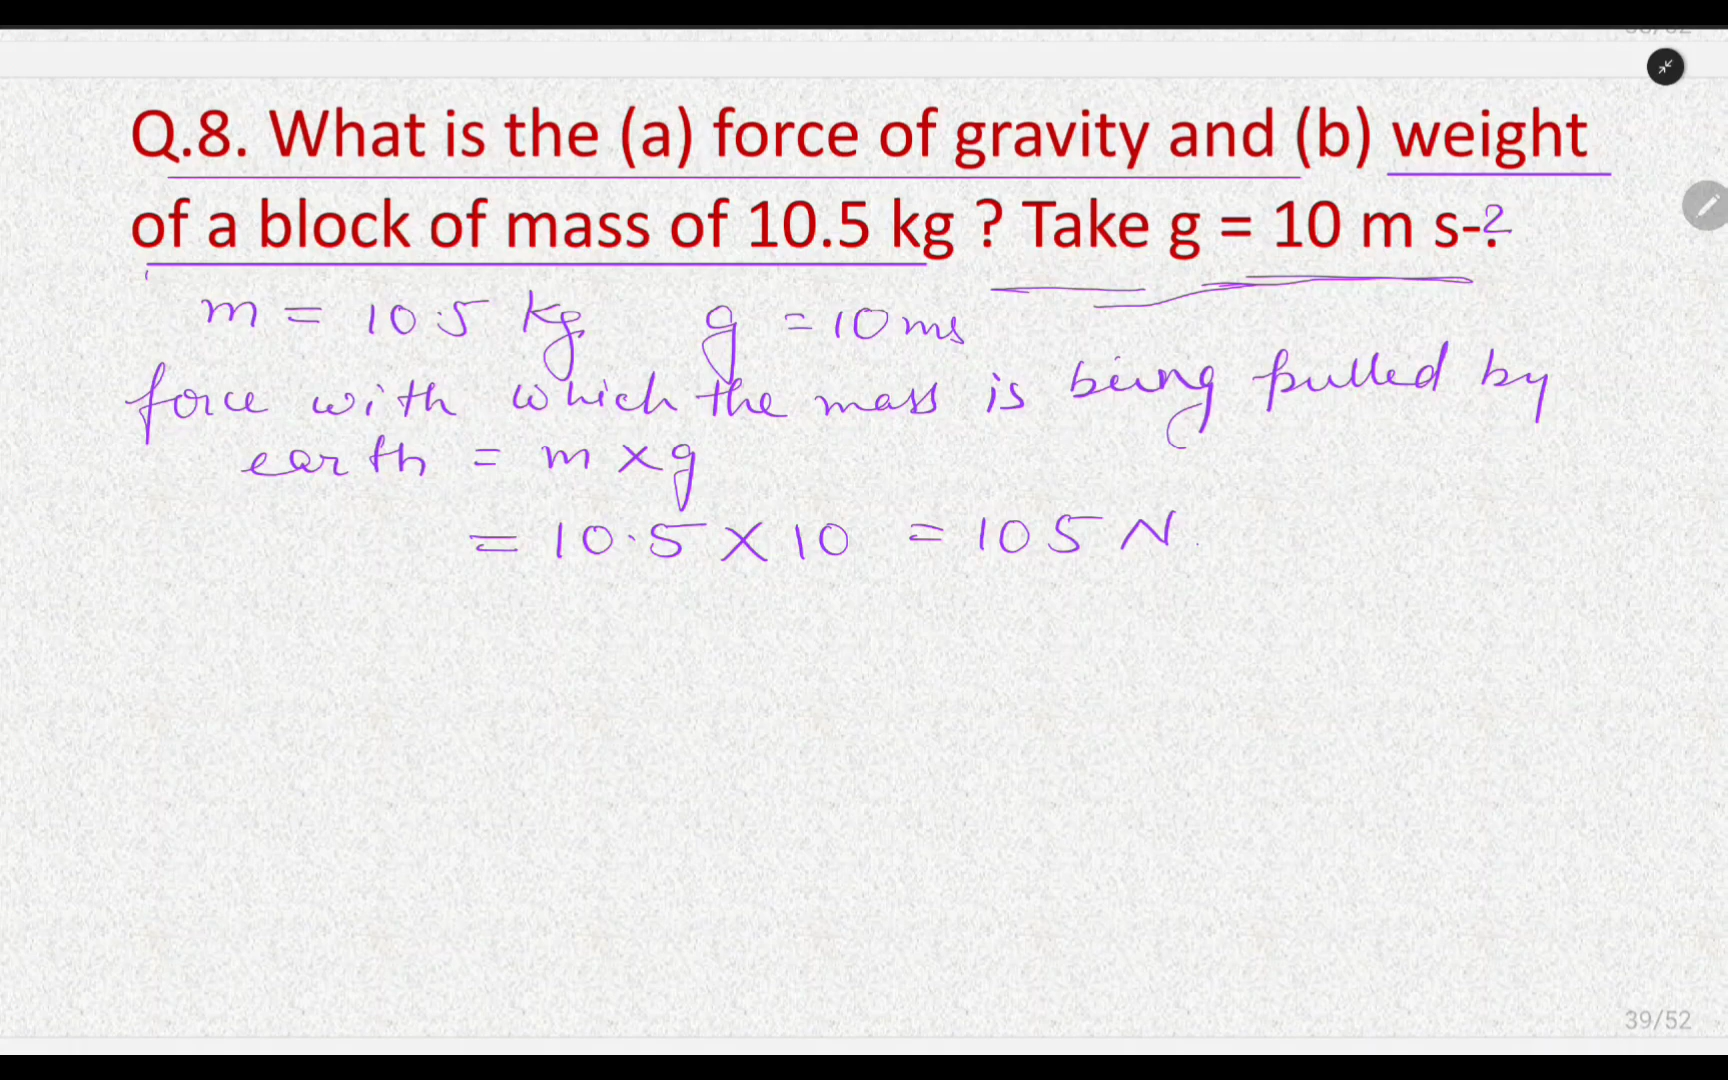 Q.8. What is the (a) force of gravity and (b) weight
of a block of mass of 10.5 kg ? Take g = 10 m s-2
m = 10.5 kg g = 10 ms
force with which the mass is being pulled by
earth = m × g
= 10.5 × 10 = 105 N.
39/52